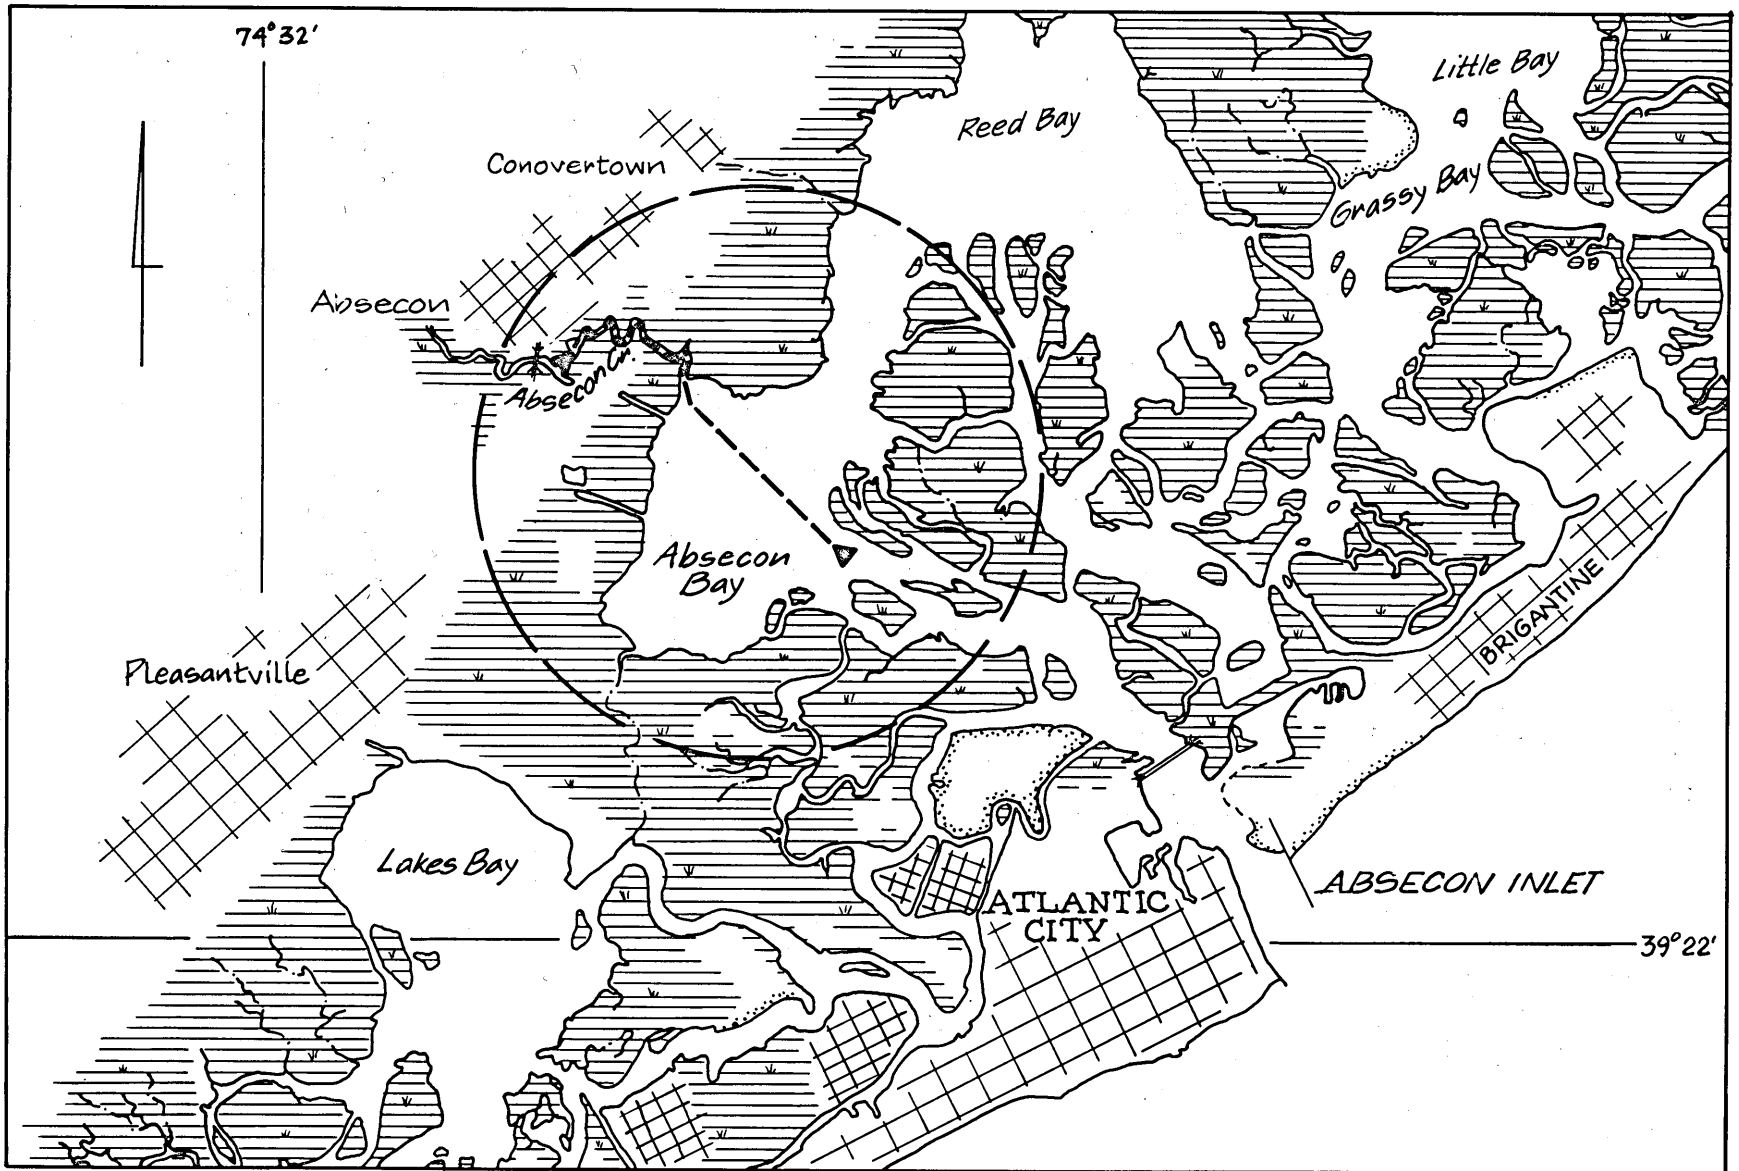 74°32'
Little Bay
Reed Bay
Conovertown
Grassy Bay
Absecon
Absecon Cr.
Absecon
Bay
BRIGANTINE
Pleasantville
Lakes Bay
ABSECON INLET
ATLANTIC
CITY
39°22'